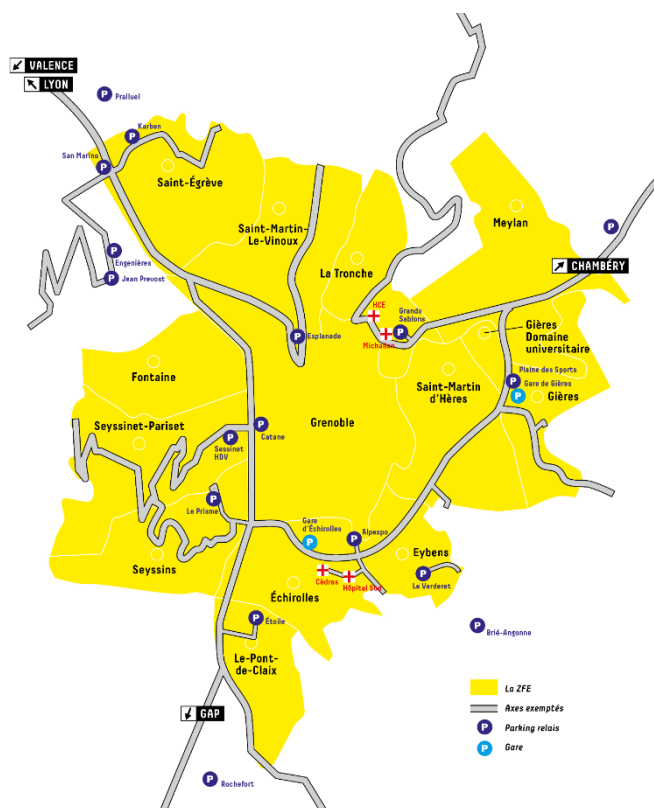 VALENCE
LYON
P Pralluel
P Karben
San Marino P
Saint-Égrève
Meylan
P
Saint-Martin-
Le-Vinoux
La Tronche
P
Engenières
P Jean Prevost
CHAMBÉRY
HCE
Grands
Sablons
P
Michallon
P Esplanade
Gières
Domaine
universitaire
Fontaine
Saint-Martin
d'Hères
Plaine des Sports
P Gare de Gières
P Gières
Seyssinet-Pariset
Grenoble
P Catane
P
Sessinet
HDV
P
Le Prisme
Gare
d'Échirolles
P
Alpexpo
P
Eybens
Seyssins
Cèdres
Hôpital Sud
P
Le Verderet
Échirolles
P Étoile
P
Brié-Angonne
Le-Pont-
de-Claix
La ZFE
Axes exemptés
GAP
P Parking relais
P Gare
P
Rochefort